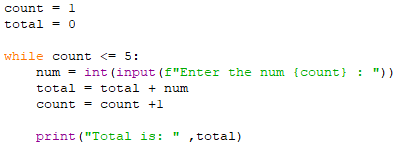 count = 1
total = 0
while count <= 5:
    num = int(input(f"Enter the num {count} : "))
    total = total + num
    count = count +1
    print("Total is: " ,total)